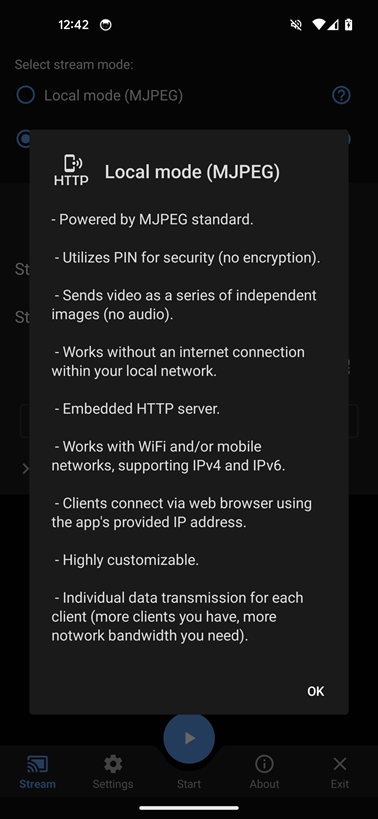 12:42
Select stream mode:
Local mode (MJPEG)
HTTP
Local mode (MJPEG)
- Powered by MJPEG standard.
- Utilizes PIN for security (no encryption).
- Sends video as a series of independent
images (no audio).
- Works without an internet connection
within your local network.
- Embedded HTTP server.
- Works with WiFi and/or mobile
networks, supporting IPv4 and IPv6.
- Clients connect via web browser using
the app's provided IP address.
- Highly customizable.
- Individual data transmission for each
client (more clients you have, more
notwork bandwidth you need).
OK
St
St
Stream
Settings
Start
About
Exit